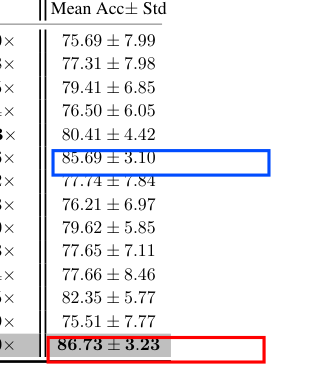 Mean Acc± Std
× 75.69 ± 7.99
× 77.31 ± 7.98
× 79.41 ± 6.85
× 76.50 ± 6.05
× 80.41 ± 4.42
× 85.69 ± 3.10
× 77.74 ± 7.84
× 76.21 ± 6.97
× 79.62 ± 5.85
× 77.65 ± 7.11
× 77.66 ± 8.46
× 82.35 ± 5.77
× 75.51 ± 7.77
× 86.73 ± 3.23